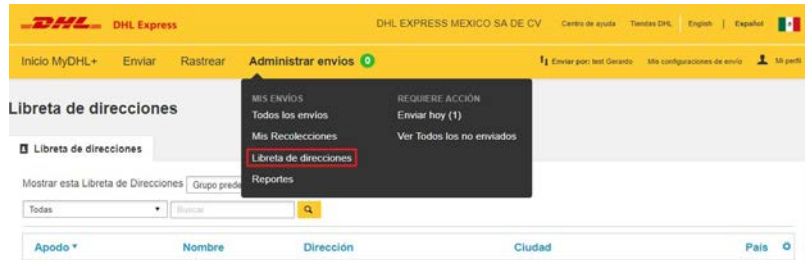 DHL DHL Express DHL EXPRESS MEXICO SA DE CV Centro de ayuda Tiendas DHL English | Español
Inicio MyDHL+ Enviar Rastrear Administrar envios 0 Enviar por: test Gerardo Mis configuraciones de envío Mi perfil
MIS ENVÍOS REQUIERE ACCIÓN
Todos los envíos Enviar hoy (1)
Libreta de direcciones
Mis Recolecciones Ver Todos los no enviados
Libreta de direcciones
Libreta de direcciones
Reportes
Mostrar esta Libreta de Direcciones Grupo prede
Todas Buscar
Apodo Nombre Dirección Ciudad País